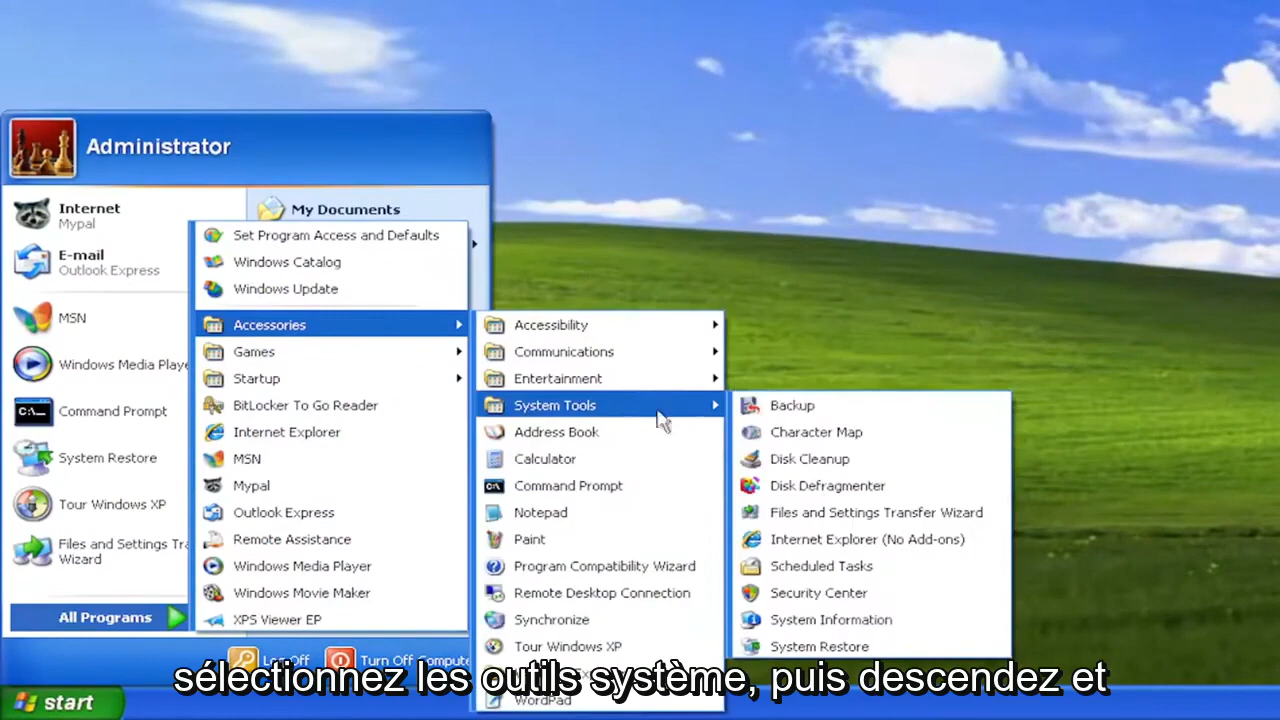 Administrator
Internet
Mypal
E-mail
Outlook Express
MSN
Windows Media Playe
Command Prompt
System Restore
Tour Windows XP
Files and Settings Tra
Wizard
All Programs
My Documents
Set Program Access and Defaults
Windows Catalog
Windows Update
Accessories
Games
Startup
BitLocker To Go Reader
Internet Explorer
MSN
Mypal
Outlook Express
Remote Assistance
Windows Media Player
Windows Movie Maker
XPS Viewer EP
Accessibility
Communications
Entertainment
System Tools
Address Book
Calculator
Command Prompt
Notepad
Paint
Program Compatibility Wizard
Remote Desktop Connection
Synchronize
Tour Windows XP
WordPad
Backup
Character Map
Disk Cleanup
Disk Defragmenter
Files and Settings Transfer Wizard
Internet Explorer (No Add-ons)
Scheduled Tasks
Security Center
System Information
System Restore
Log Off
Turn Off Compute
sélectionnez les outils système, puis descendez et
start